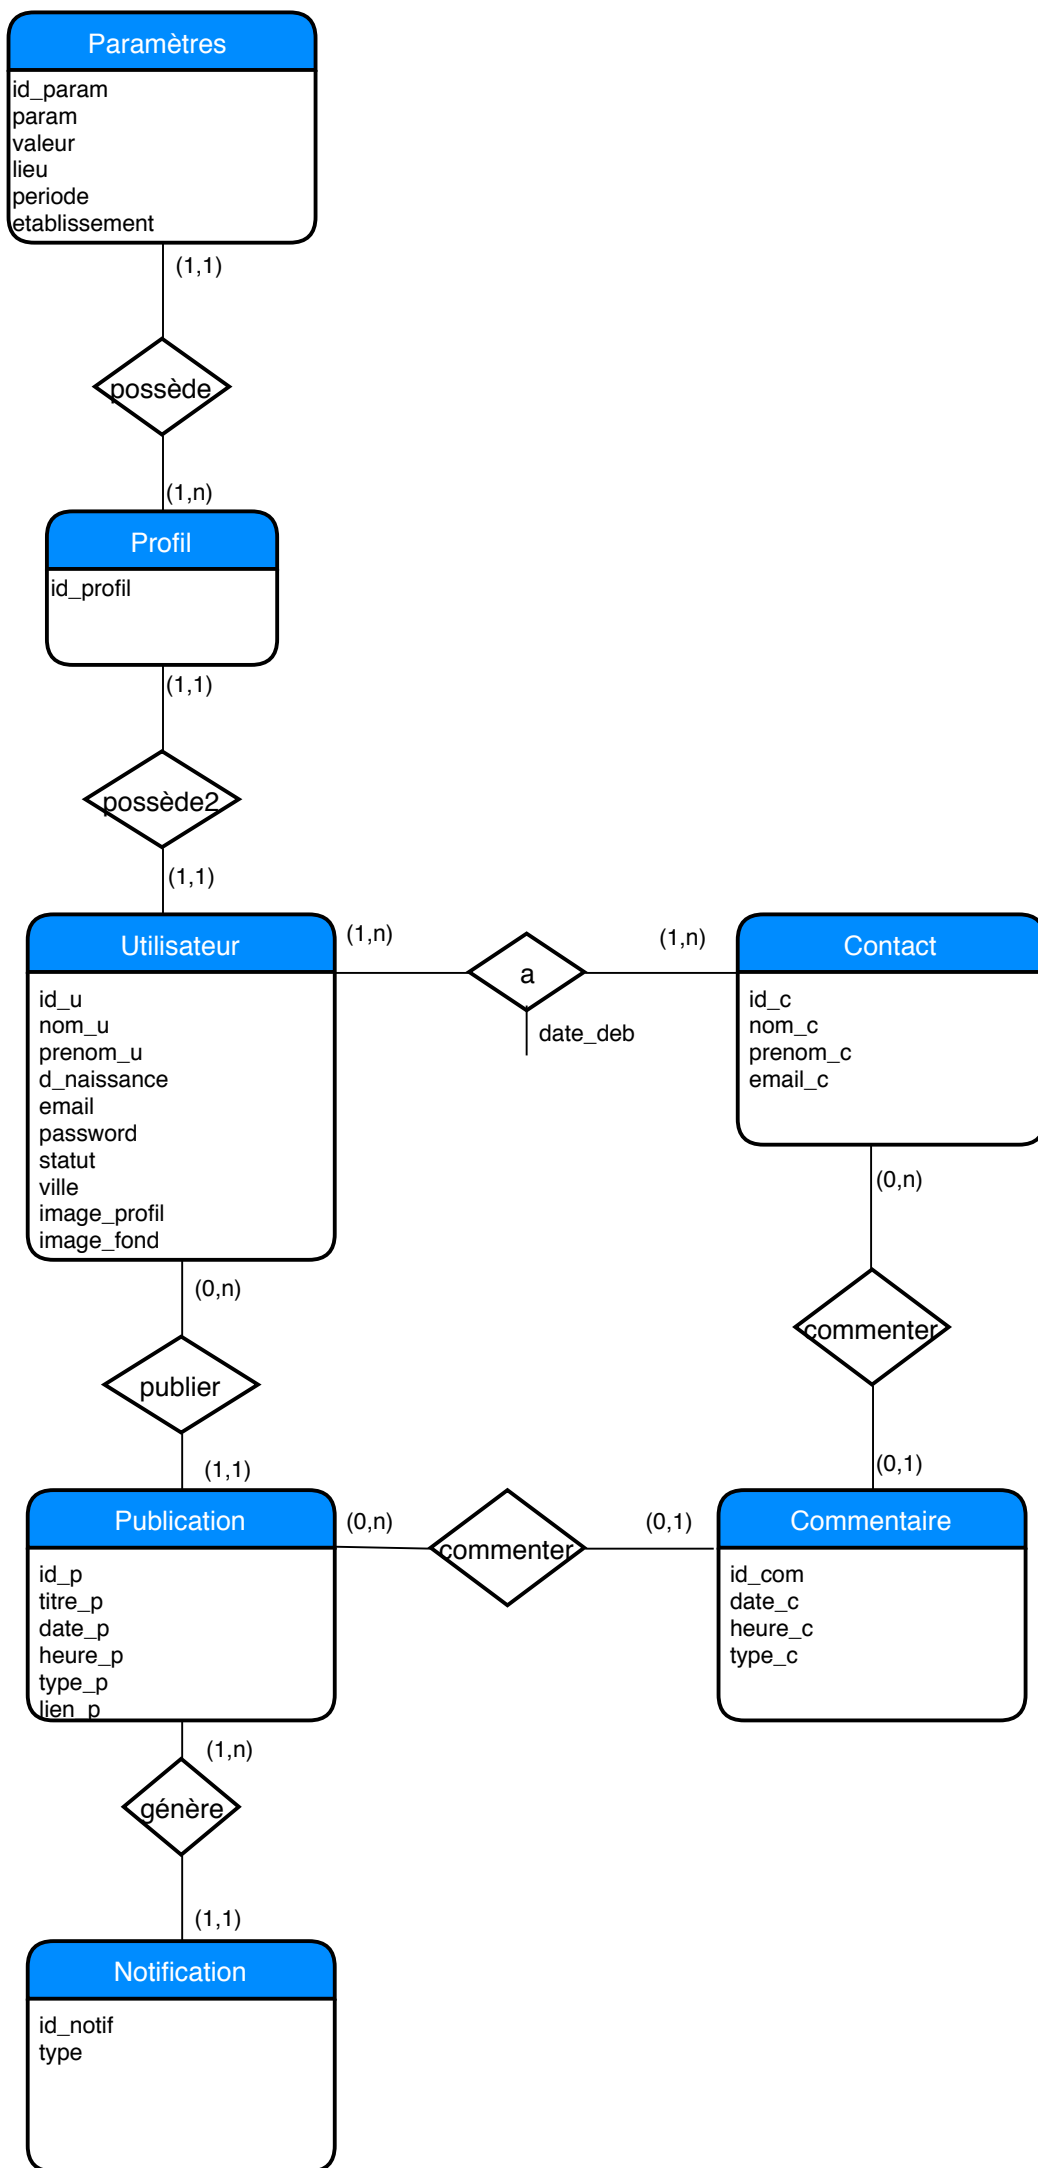 Paramètres
id_param
param
valeur
lieu
periode
etablissement
(1,1)
possède
(1,n)
Profil
id_profil
(1,1)
possède2
(1,1)
Utilisateur
id_u
nom_u
prenom_u
d_naissance
email
password
statut
ville
image_profil
image_fond
(1,n)
a
date_deb
(1,n)
Contact
id_c
nom_c
prenom_c
email_c
(0,n)
commenter
(0,1)
(0,n)
publier
(1,1)
Publication
id_p
titre_p
date_p
heure_p
type_p
lien_p
(0,n)
commenter
(0,1)
Commentaire
id_com
date_c
heure_c
type_c
(1,n)
génère
(1,1)
Notification
id_notif
type